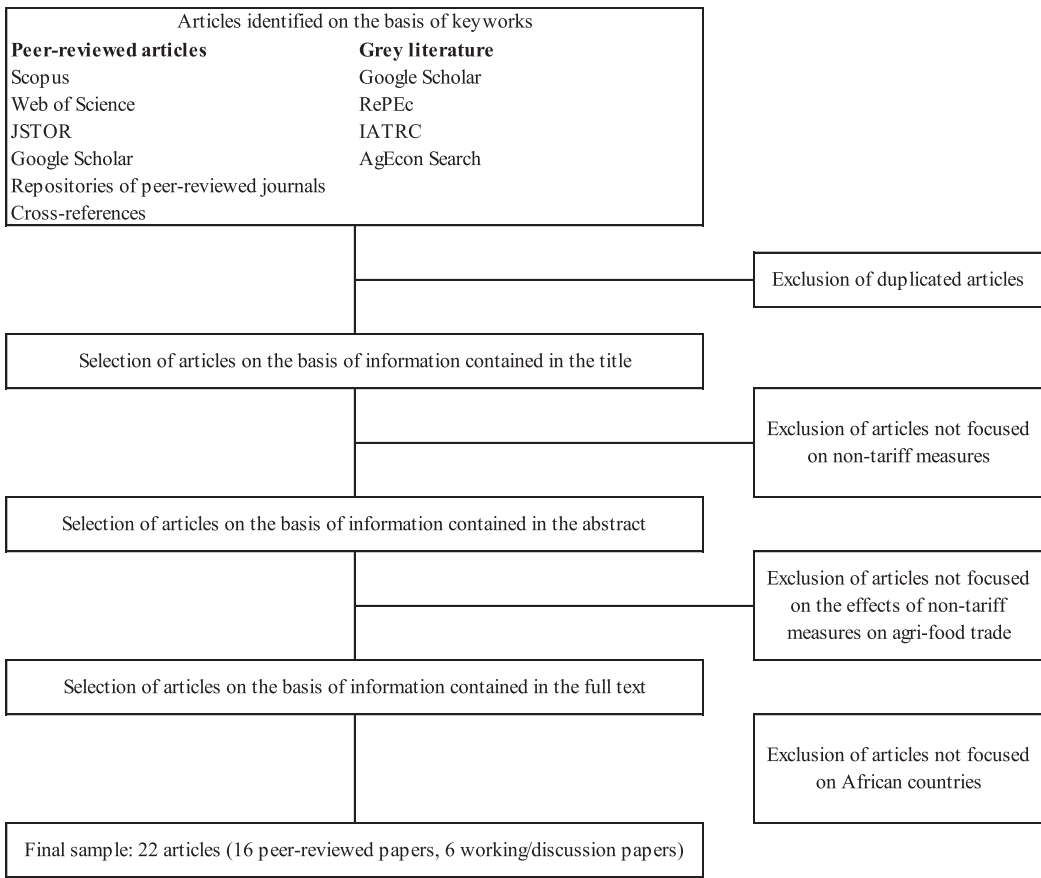 Articles identified on the basis of keyworks
Peer-reviewed articles
Scopus
Web of Science
JSTOR
Google Scholar
Repositories of peer-reviewed journals
Cross-references
Grey literature
Google Scholar
RePEc
IATRC
AgEcon Search
Exclusion of duplicated articles
Selection of articles on the basis of information contained in the title
Exclusion of articles not focused
on non-tariff measures
Selection of articles on the basis of information contained in the abstract
Exclusion of articles not focused
on the effects of non-tariff
measures on agri-food trade
Selection of articles on the basis of information contained in the full text
Exclusion of articles not focused
on African countries
Final sample: 22 articles (16 peer-reviewed papers, 6 working/discussion papers)